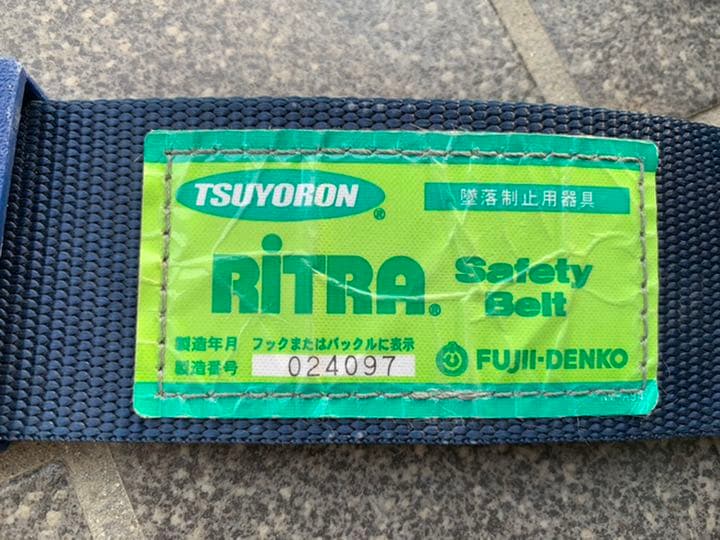 TSUYORON®
墜落制止用器具
RiTRA® Safety Belt
製造年月 フックまたはバックルに表示
製造番号 024097
FUJII-DENKO